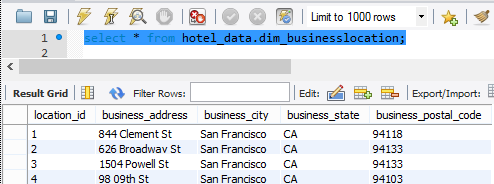 Limit to 1000 rows
1
select * from hotel_data.dim_businesslocation;
Result Grid Filter Rows: Edit: Export/Import:
location_id business_address business_city business_state business_postal_code
1 844 Clement St San Francisco CA 94118
2 626 Broadway St San Francisco CA 94133
3 1504 Powell St San Francisco CA 94133
4 98 09th St San Francisco CA 94103